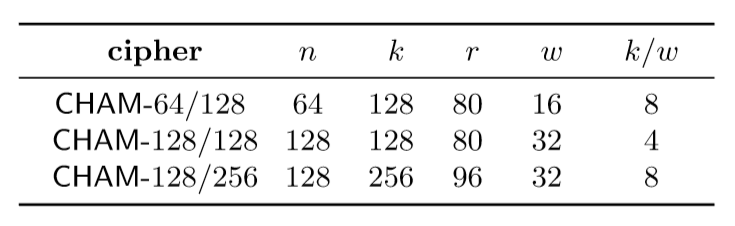 cipher n k r w k/w
CHAM-64/128 64 128 80 16 8
CHAM-128/128 128 128 80 32 4
CHAM-128/256 128 256 96 32 8